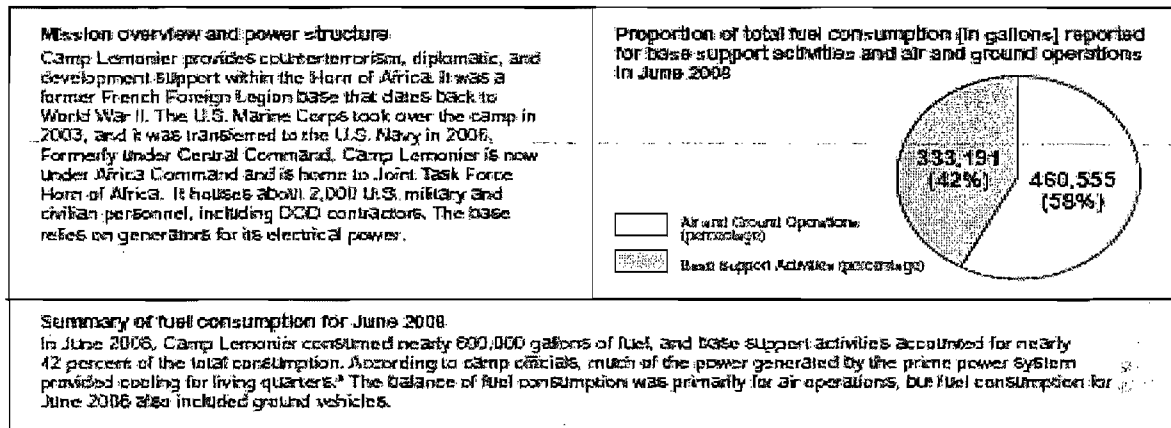 Mission overview and power structure
Camp Lemonier provides counterterrorism, diplomatic, and
development support within the Horn of Africa. It was a
former French Foreign Legion base that dates back to
World War II. The U.S. Marine Corps took over the camp in
2003, and it was transferred to the U.S. Navy in 2006.
Formerly under Central Command, Camp Lemonier is now
under Africa Command and is home to Joint Task Force
Horn of Africa. It houses about 2,000 U.S. military and
civilian personnel, including DOD contractors. The base
relies on generators for its electrical power.
Proportion of total fuel consumption [in gallons] reported
for base support activities and air and ground operations
in June 2008
333,191
(42%)
460,555
(58%)
Air and Ground Operations
(percentage)
Base Support Activities (percentage)
Summary of fuel consumption for June 2008
In June 2008, Camp Lemonier consumed nearly 800,000 gallons of fuel, and base support activities accounted for nearly
42 percent of the total consumption. According to camp officials, much of the power generated by the prime power system
provided cooling for living quarters.ª The balance of fuel consumption was primarily for air operations, but fuel consumption for
June 2008 also included ground vehicles.